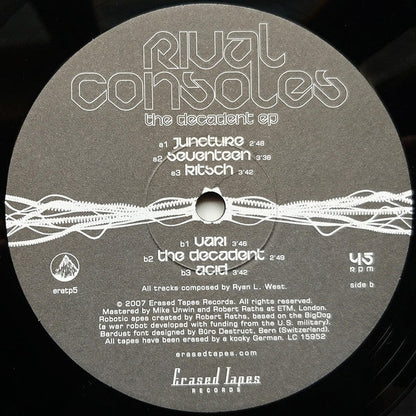 Rival
Consoles
the decadent ep
a1 Juncture 2:48
a2 Seventeen 3:38
a3 Kitsch 3:42
b1 Vari 3:46
b2 the decadent 2:49
b3 acid 3:42
45
RPM
eratp5
side b
All tracks composed by Ryan L. West.
© 2007 Erased Tapes Records. All rights reserved.
Mastered by Mike Unwin and Robert Raths at ETM, London.
Robotic apes created by Robert Raths, based on the BigDog
(a war robot developed with funding from the U.S. military).
Bardust font designed by Büro Destruct, Bern (Switzerland).
All tapes have been erased by a kooky German. LC 15952
erasedtapes.com
Erased Tapes
RECORDS